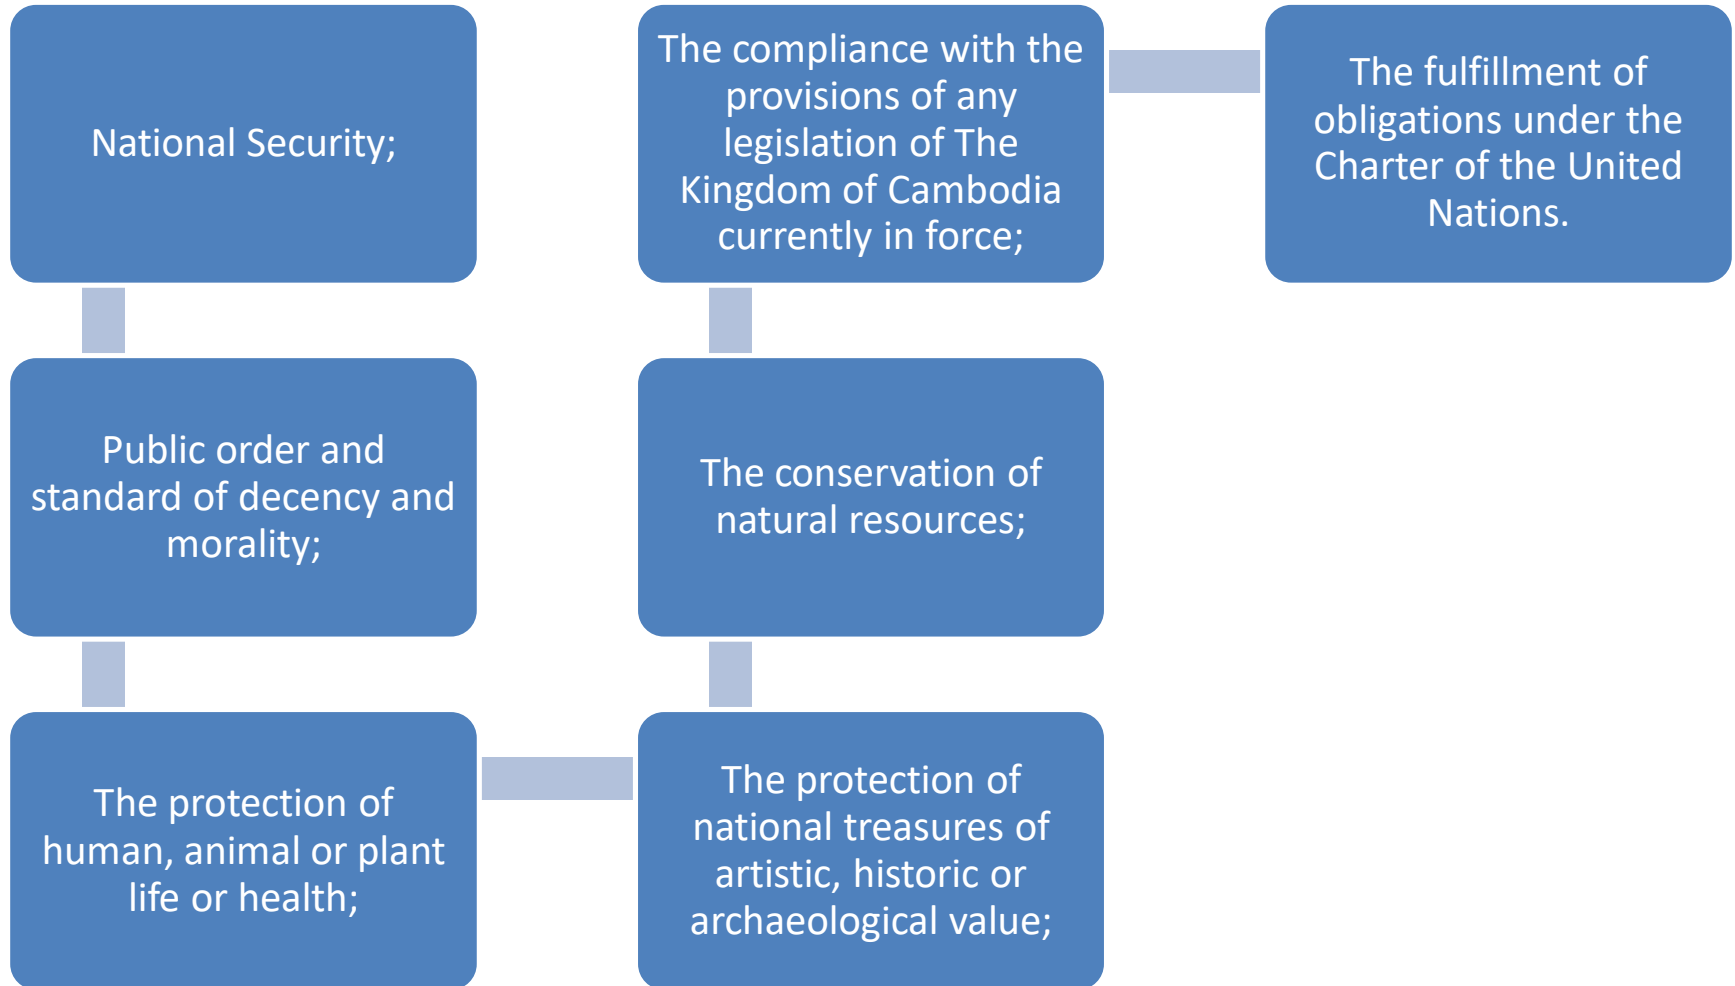 National Security;
Public order and
standard of decency and
morality;
The protection of
human, animal or plant
life or health;
The protection of
national treasures of
artistic, historic or
archaeological value;
The conservation of
natural resources;
The compliance with the
provisions of any
legislation of The
Kingdom of Cambodia
currently in force;
The fulfillment of
obligations under the
Charter of the United
Nations.